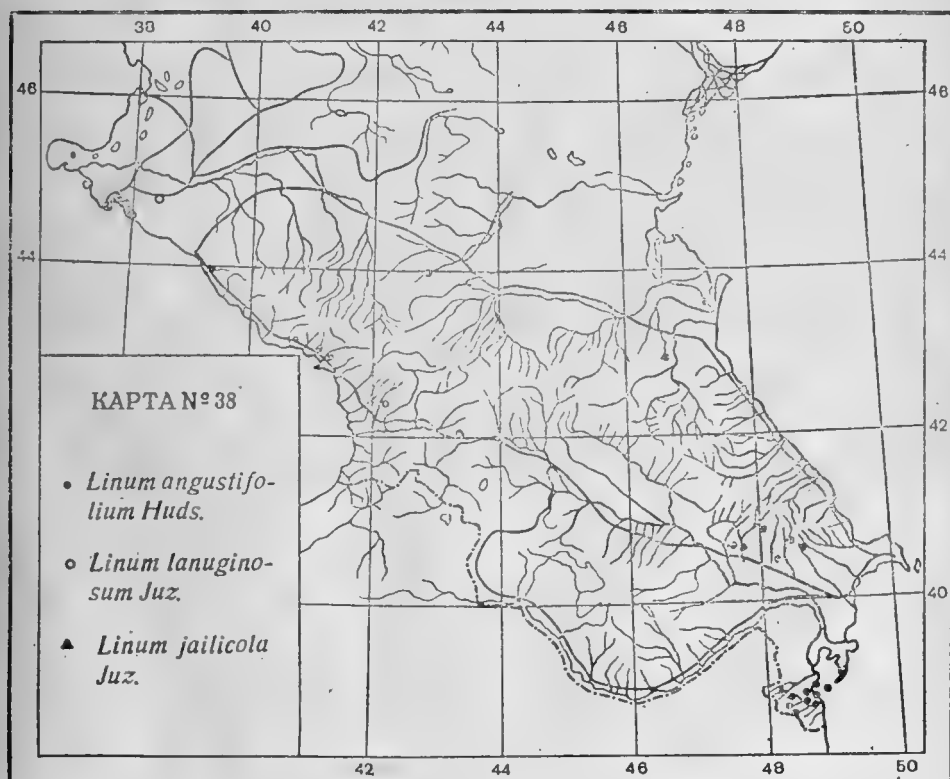 38 40 42 44 46 48 50
46 46
44 44
КАРТА № 38
42
• Linum angustifo-
lium Huds.
○ Linum lanugino-
sum Juz.
40
▲ Linum jailicola
Juz.
42 44 46 48 50